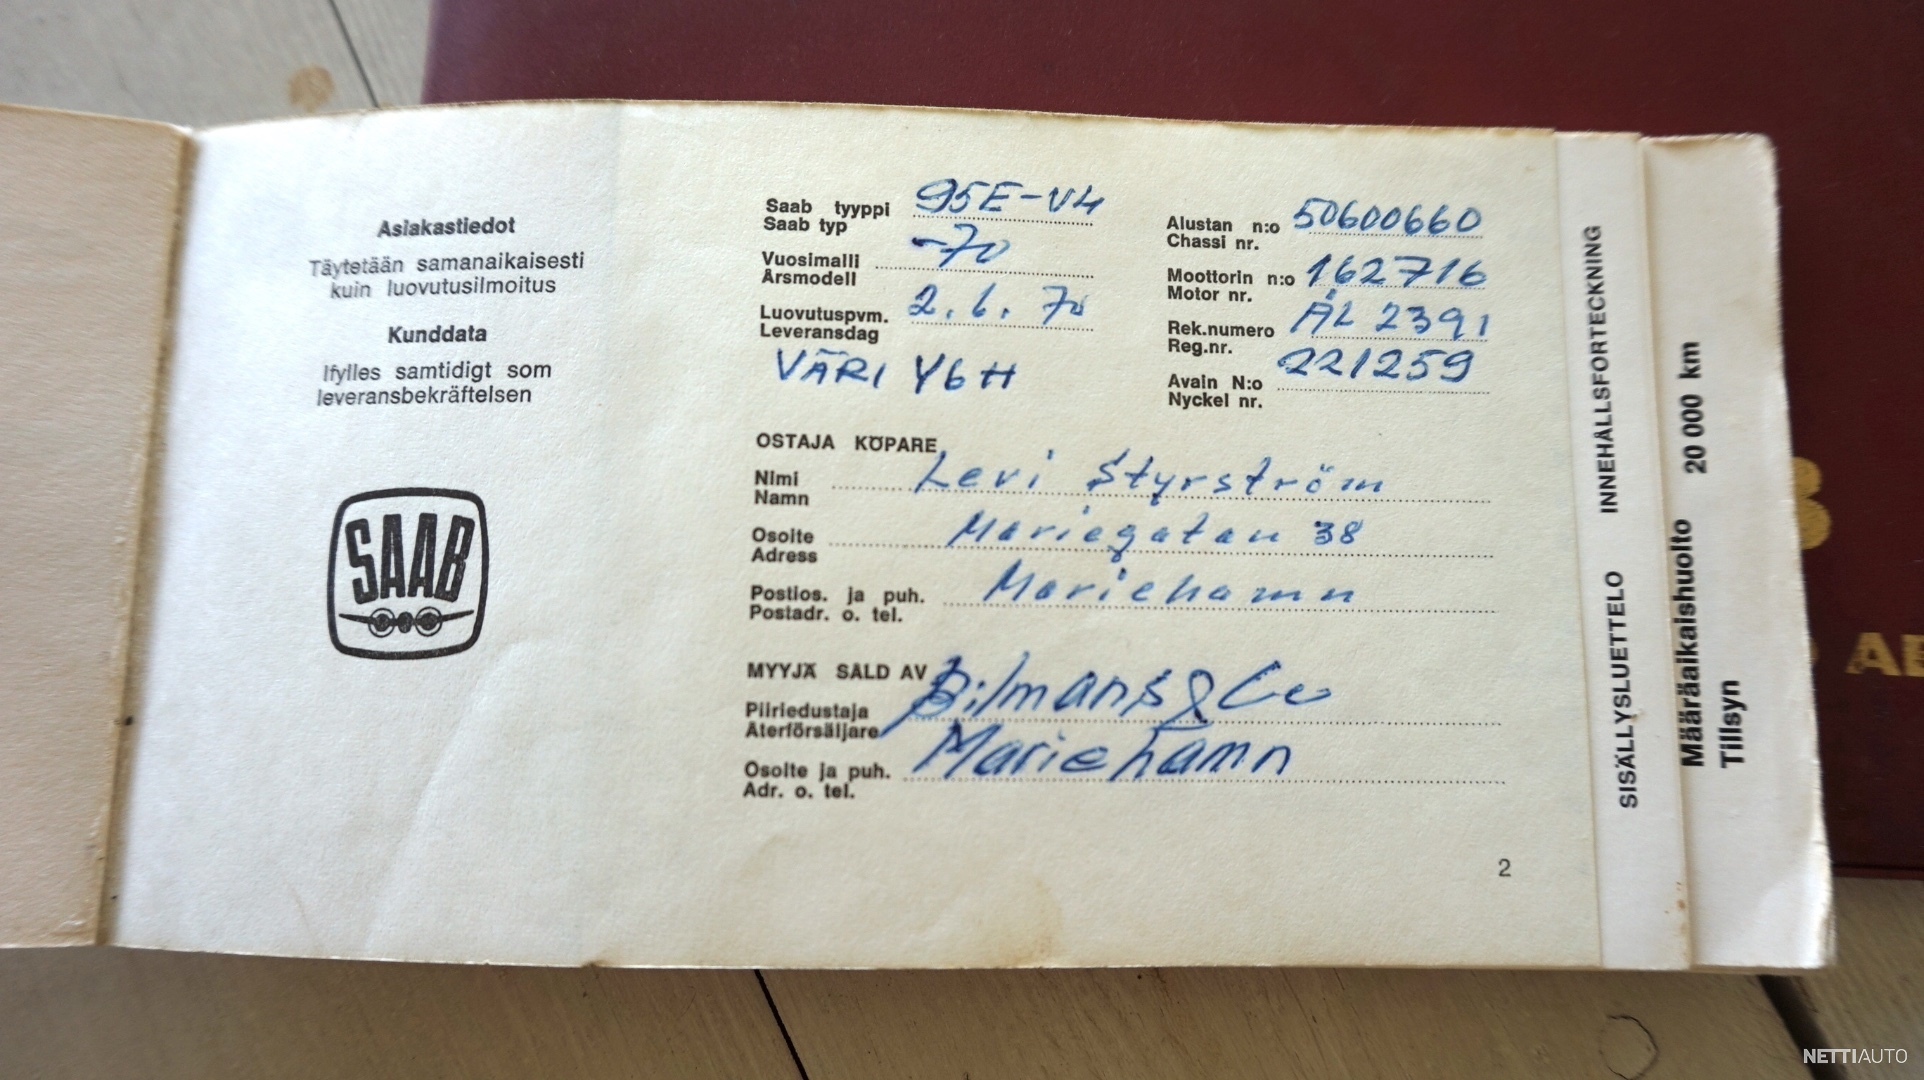 Asiakastiedot
Täytetään samanaikaisesti
kuin luovutusilmoitus
Kunddata
Ifylles samtidigt som
leveransbekräftelsen
SAAB
Saab tyyppi 95E-V4
Saab typ
Vuosimalli -70
Årsmodell
Luovutuspvm. 2.6.70
Leveransdag
VÄRI Y6H
Alustan n:o 50600660
Chassi nr.
Moottorin n:o 162716
Motor nr.
Rek.numero ÅL 2391
Reg.nr.
Avain N:o 221259
Nyckel nr.
OSTAJA KÖPARE
Nimi Levi Styrström
Namn
Osoite Mariegatan 38
Adress
Postios. ja puh. Mariehamn
Postadr. o. tel.
MYYJÄ SÅLD AV
Piiriedustaja Bilmans & Co
Återförsäljare
Osoite ja puh. Mariehamn
Adr. o. tel.
2
SISÄLLYSLUETTELO INNEHÅLLSFORTECKNING
Määräaikaishuolto 20 000 km
Tillsyn
NETTIAUTO